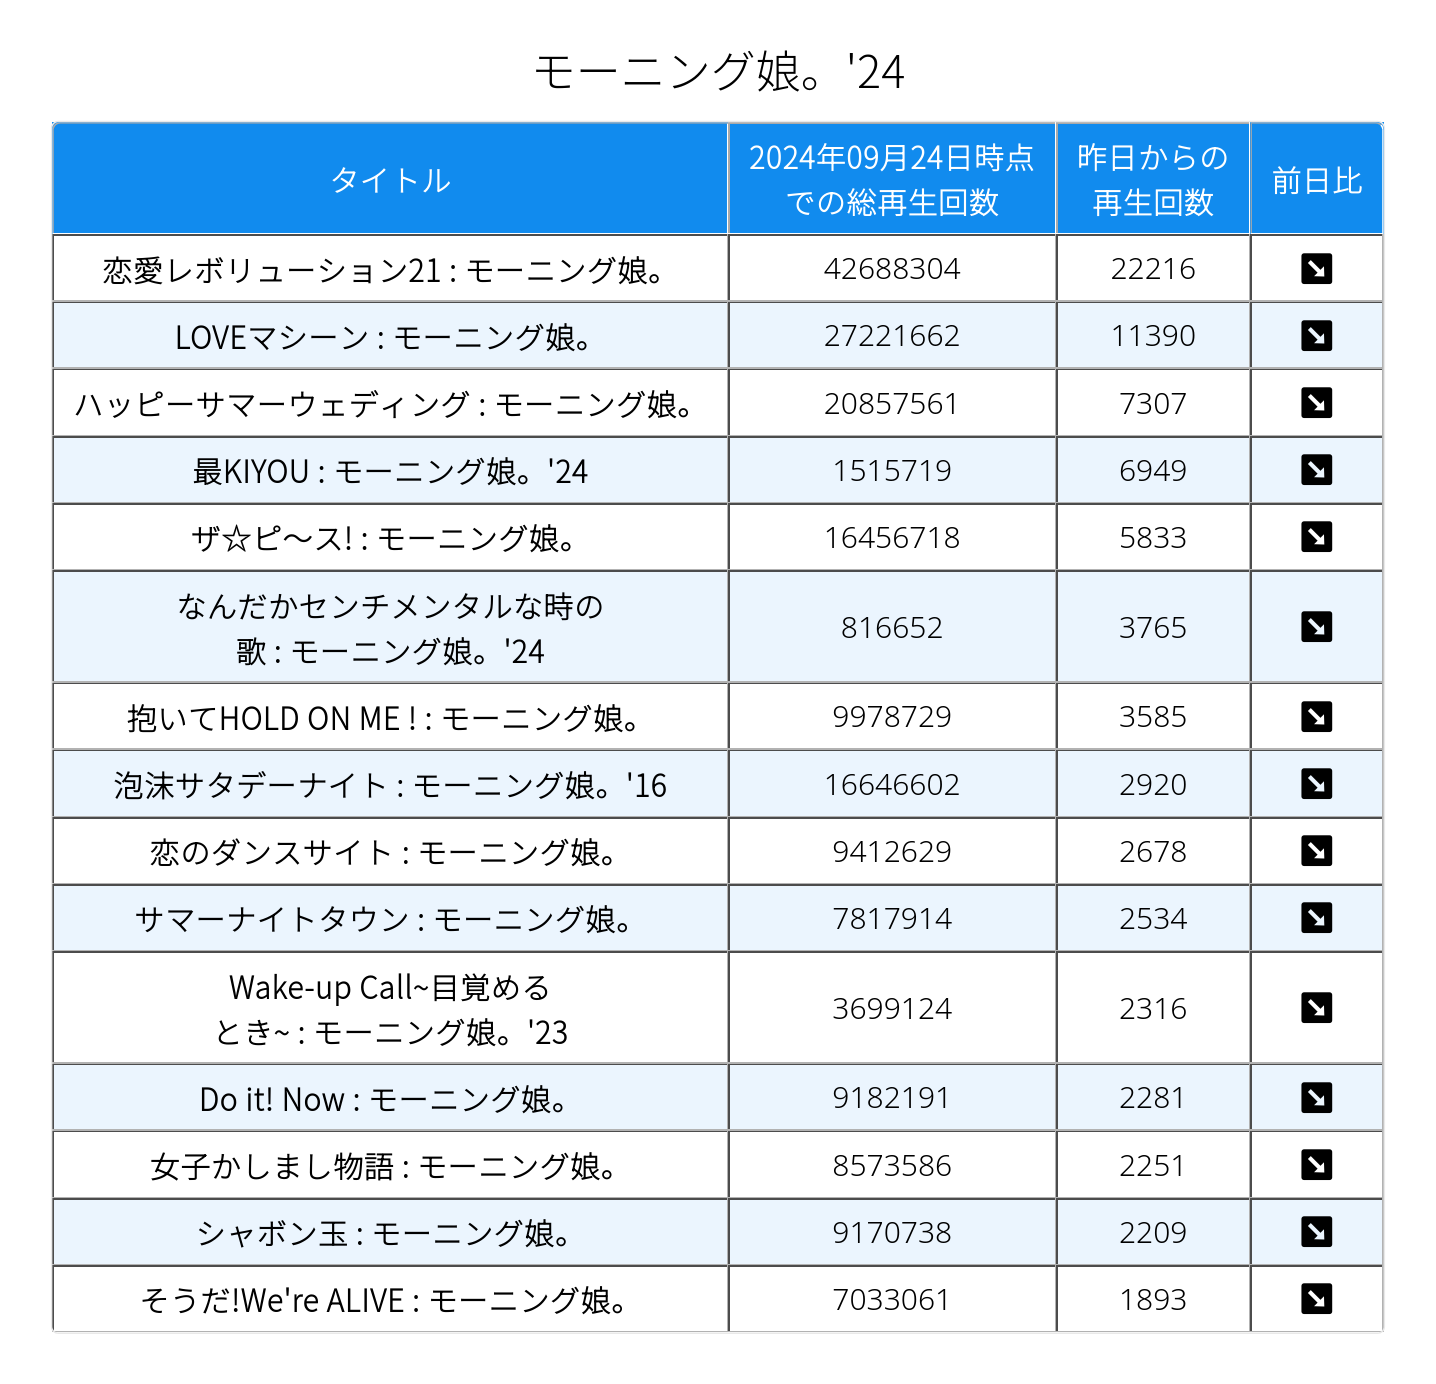 モーニング娘。'24
タイトル
2024年09月24日時点
での総再生回数
昨日からの
再生回数
前日比
恋愛レボリューション21 : モーニング娘。 42688304 22216
LOVEマシーン : モーニング娘。 27221662 11390
ハッピーサマーウェディング : モーニング娘。 20857561 7307
最KIYOU : モーニング娘。'24 1515719 6949
ザ☆ピ〜ス! : モーニング娘。 16456718 5833
なんだかセンチメンタルな時の
歌 : モーニング娘。'24 816652 3765
抱いてHOLD ON ME ! : モーニング娘。 9978729 3585
泡沫サタデーナイト : モーニング娘。'16 16646602 2920
恋のダンスサイト : モーニング娘。 9412629 2678
サマーナイトタウン : モーニング娘。 7817914 2534
Wake-up Call~目覚める
とき~ : モーニング娘。'23 3699124 2316
Do it! Now : モーニング娘。 9182191 2281
女子かしまし物語 : モーニング娘。 8573586 2251
シャボン玉 : モーニング娘。 9170738 2209
そうだ!We're ALIVE : モーニング娘。 7033061 1893